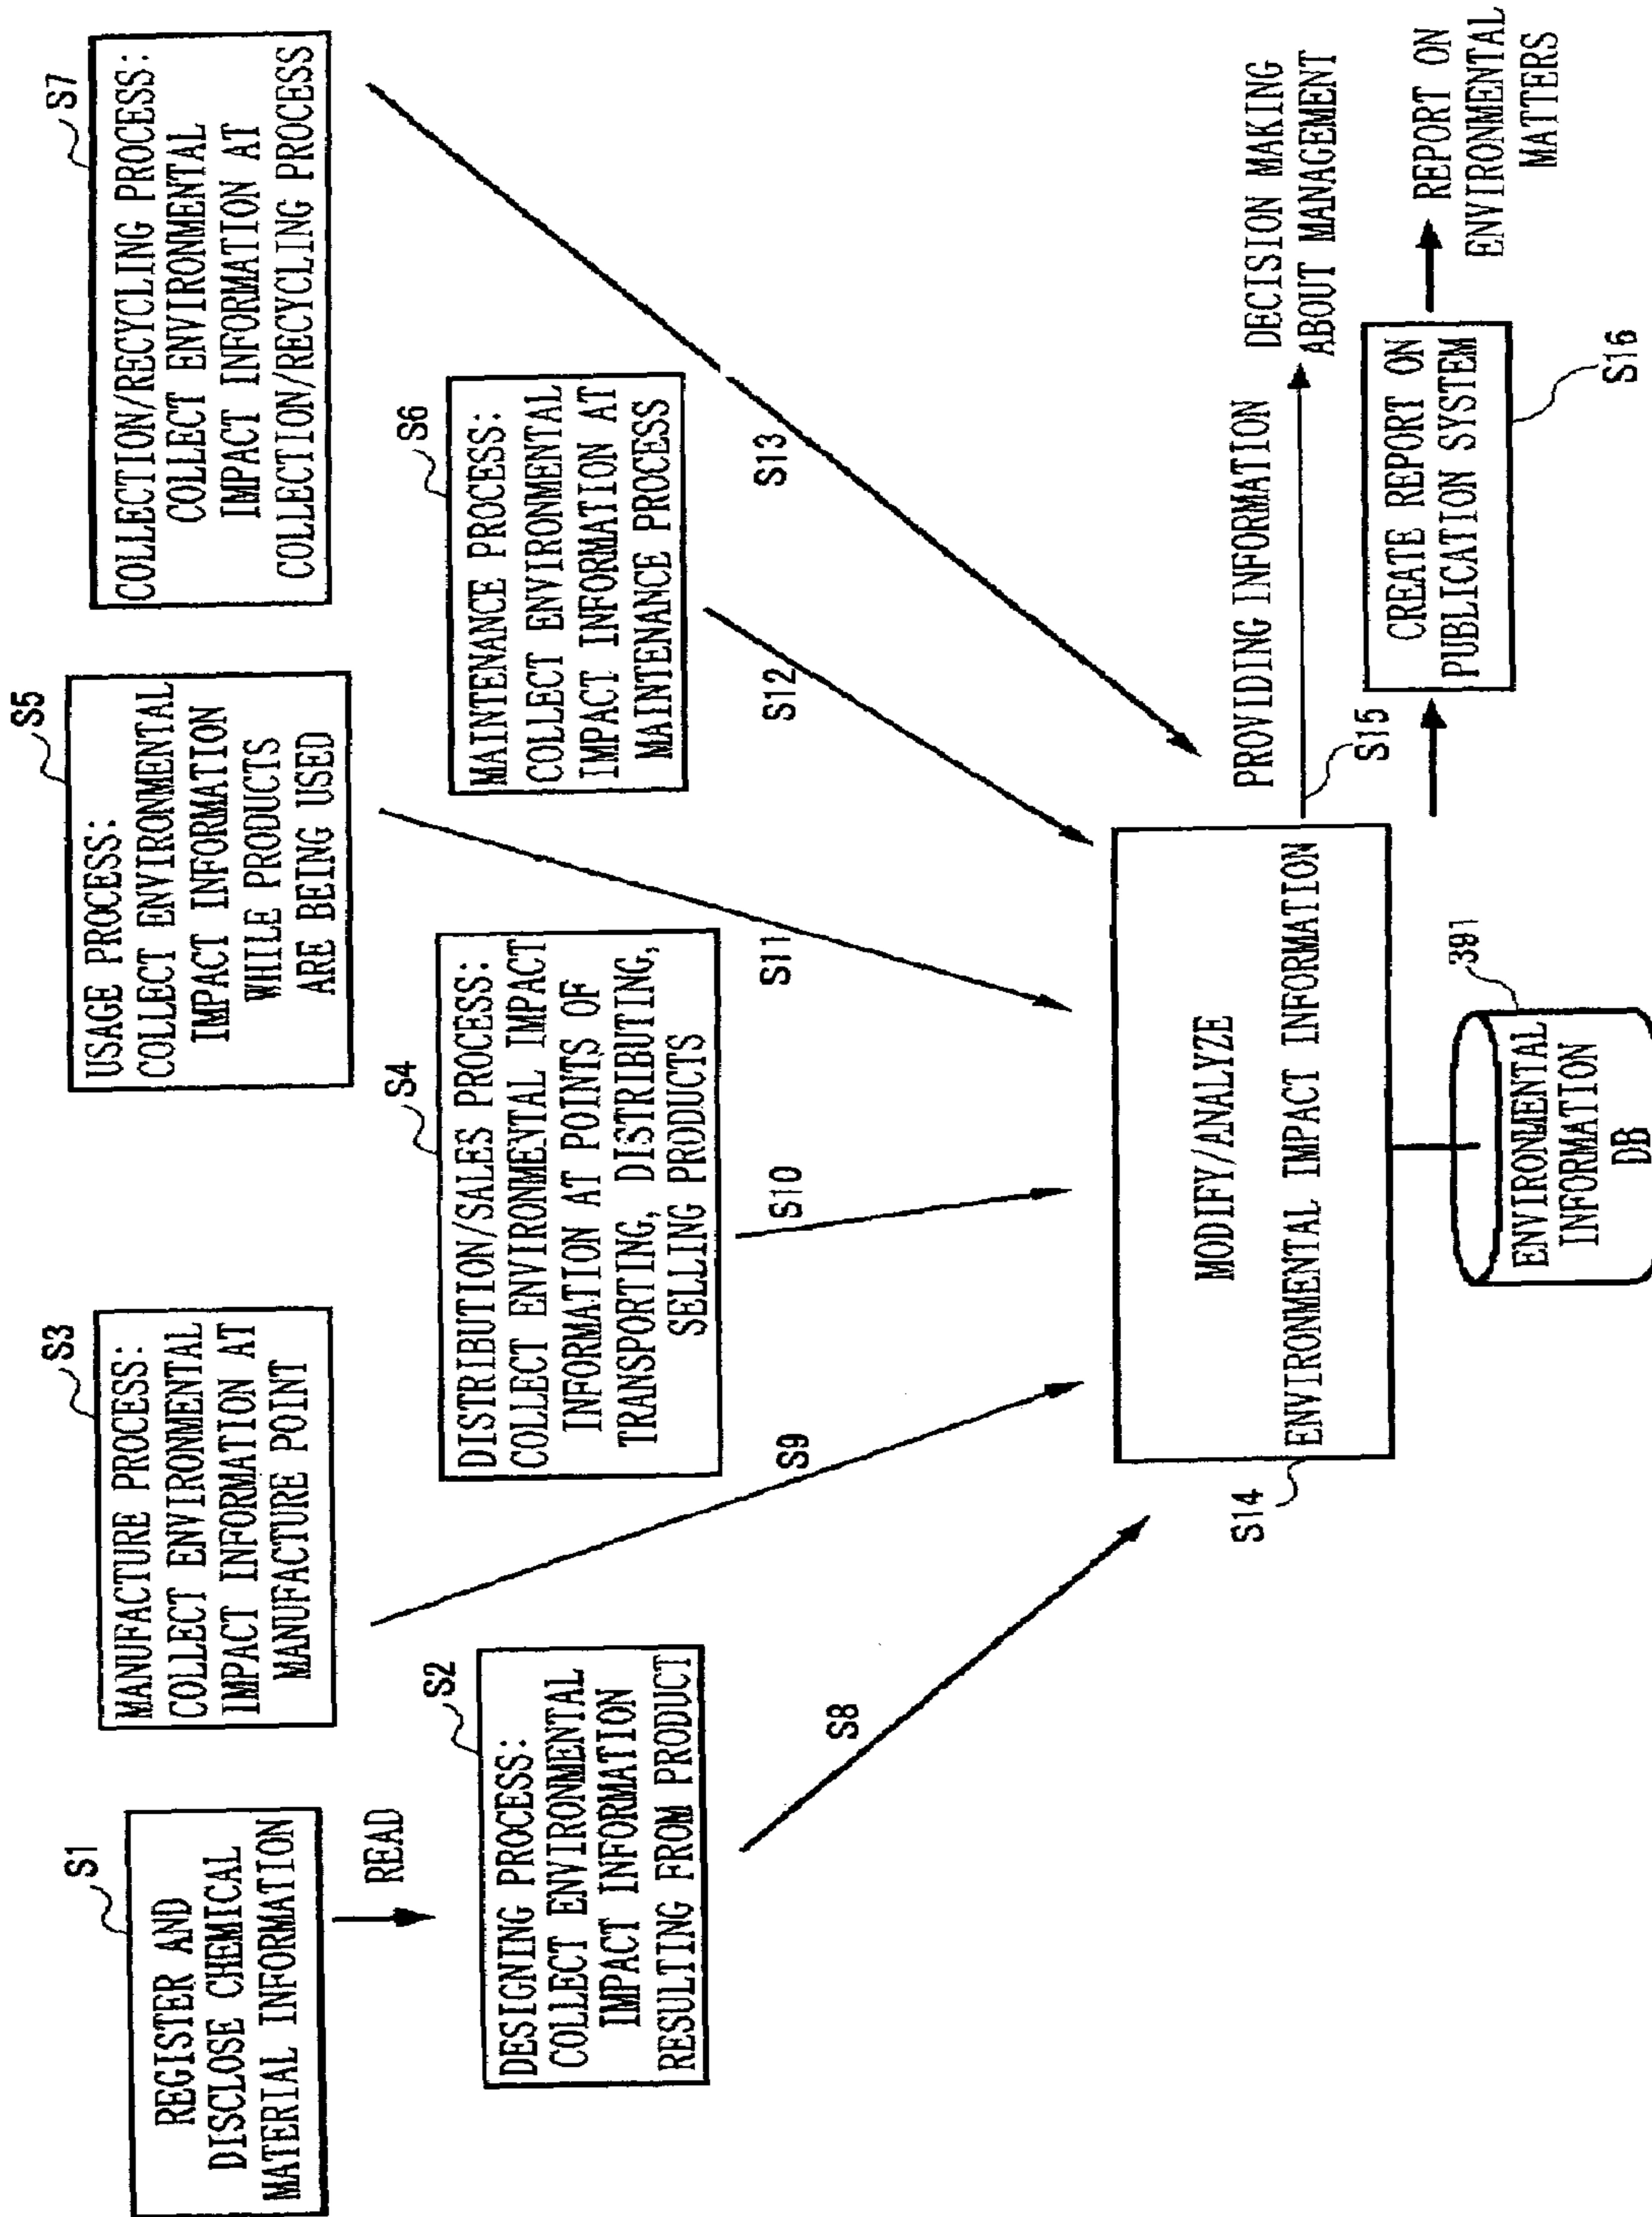 S1
REGISTER AND
DISCLOSE CHEMICAL
MATERIAL INFORMATION
READ
S2
DESIGNING PROCESS:
COLLECT ENVIRONMENTAL
IMPACT INFORMATION
RESULTING FROM PRODUCT
S3
MANUFACTURE PROCESS:
COLLECT ENVIRONMENTAL
IMPACT INFORMATION AT
MANUFACTURE POINT
S4
DISTRIBUTION/SALES PROCESS:
COLLECT ENVIRONMENTAL IMPACT
INFORMATION AT POINTS OF
TRANSPORTING, DISTRIBUTING,
SELLING PRODUCTS
S5
USAGE PROCESS:
COLLECT ENVIRONMENTAL
IMPACT INFORMATION
WHILE PRODUCTS
ARE BEING USED
S6
MAINTENANCE PROCESS:
COLLECT ENVIRONMENTAL
IMPACT INFORMATION AT
MAINTENANCE PROCESS
S7
COLLECTION/RECYCLING PROCESS:
COLLECT ENVIRONMENTAL
IMPACT INFORMATION AT
COLLECTION/RECYCLING PROCESS
S8
S9
S10
S11
S12
S13
S14
MODIFY/ANALYZE
ENVIRONMENTAL IMPACT INFORMATION
391
ENVIRONMENTAL
INFORMATION
DB
PROVIDING INFORMATION
S15
DECISION MAKING
ABOUT MANAGEMENT
CREATE REPORT ON
PUBLICATION SYSTEM
S16
REPORT ON
ENVIRONMENTAL
MATTERS